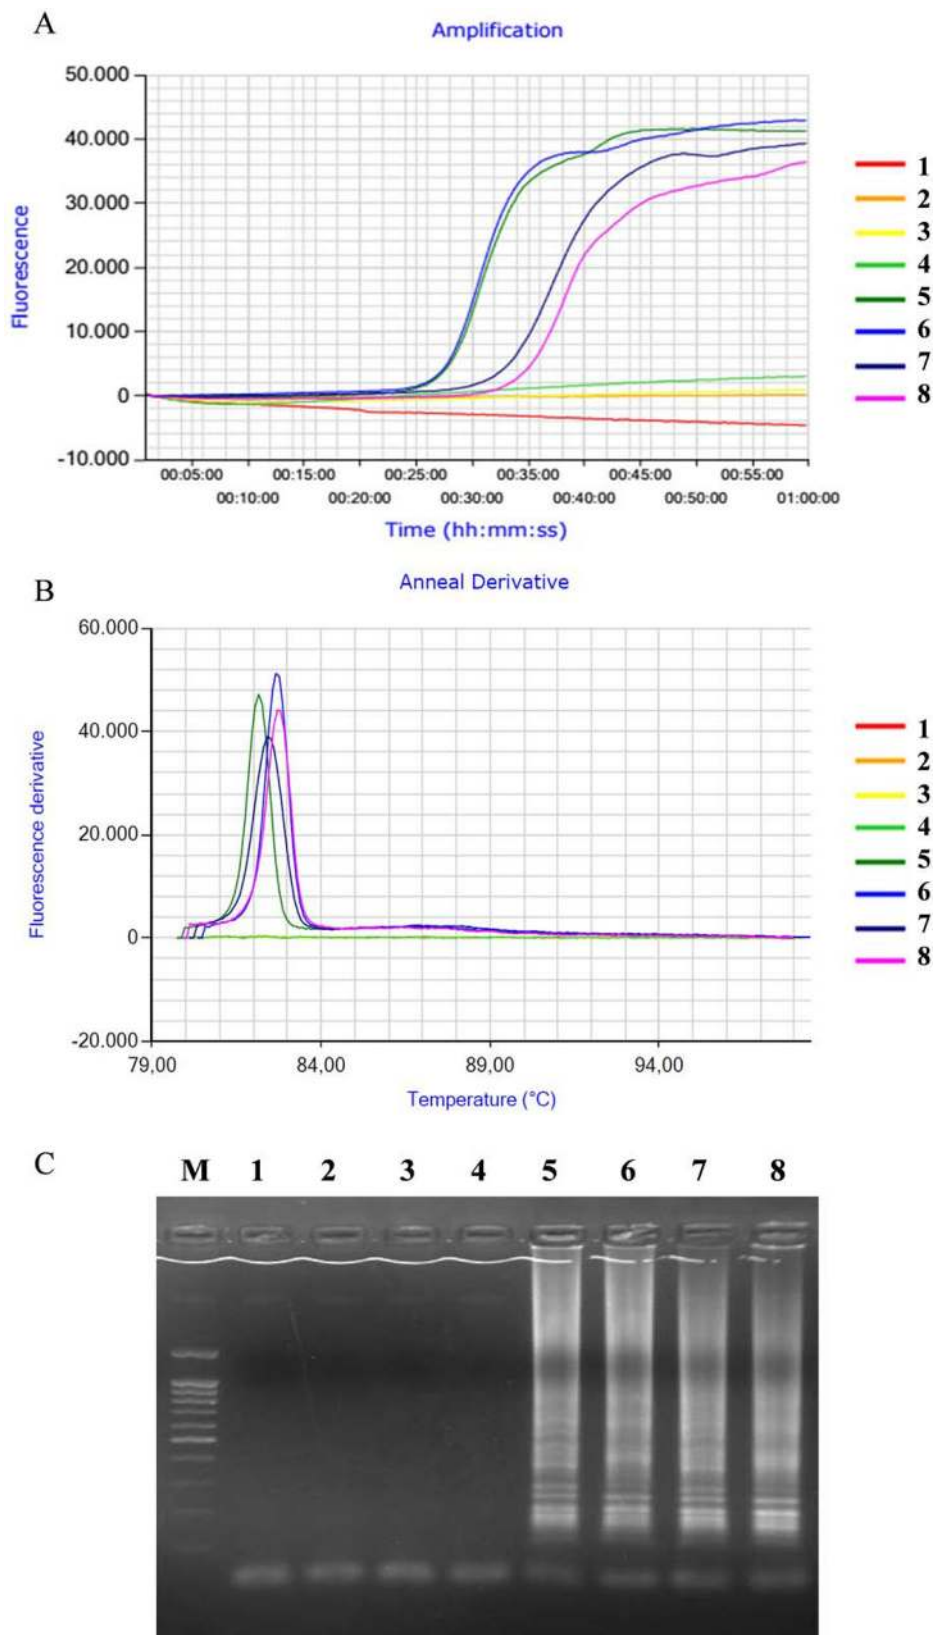 A
Amplification
50.000
40.000
30.000
20.000
10.000
0
-10.000
Fluorescence
00:05:00 00:15:00 00:25:00 00:35:00 00:45:00 00:55:00
00:10:00 00:20:00 00:30:00 00:40:00 00:50:00 01:00:00
Time (hh:mm:ss)
1
2
3
4
5
6
7
8
B
Anneal Derivative
60.000
40.000
20.000
0
-20.000
Fluorescence derivative
79,00 84,00 89,00 94,00
Temperature (°C)
1
2
3
4
5
6
7
8
C
M 1 2 3 4 5 6 7 8